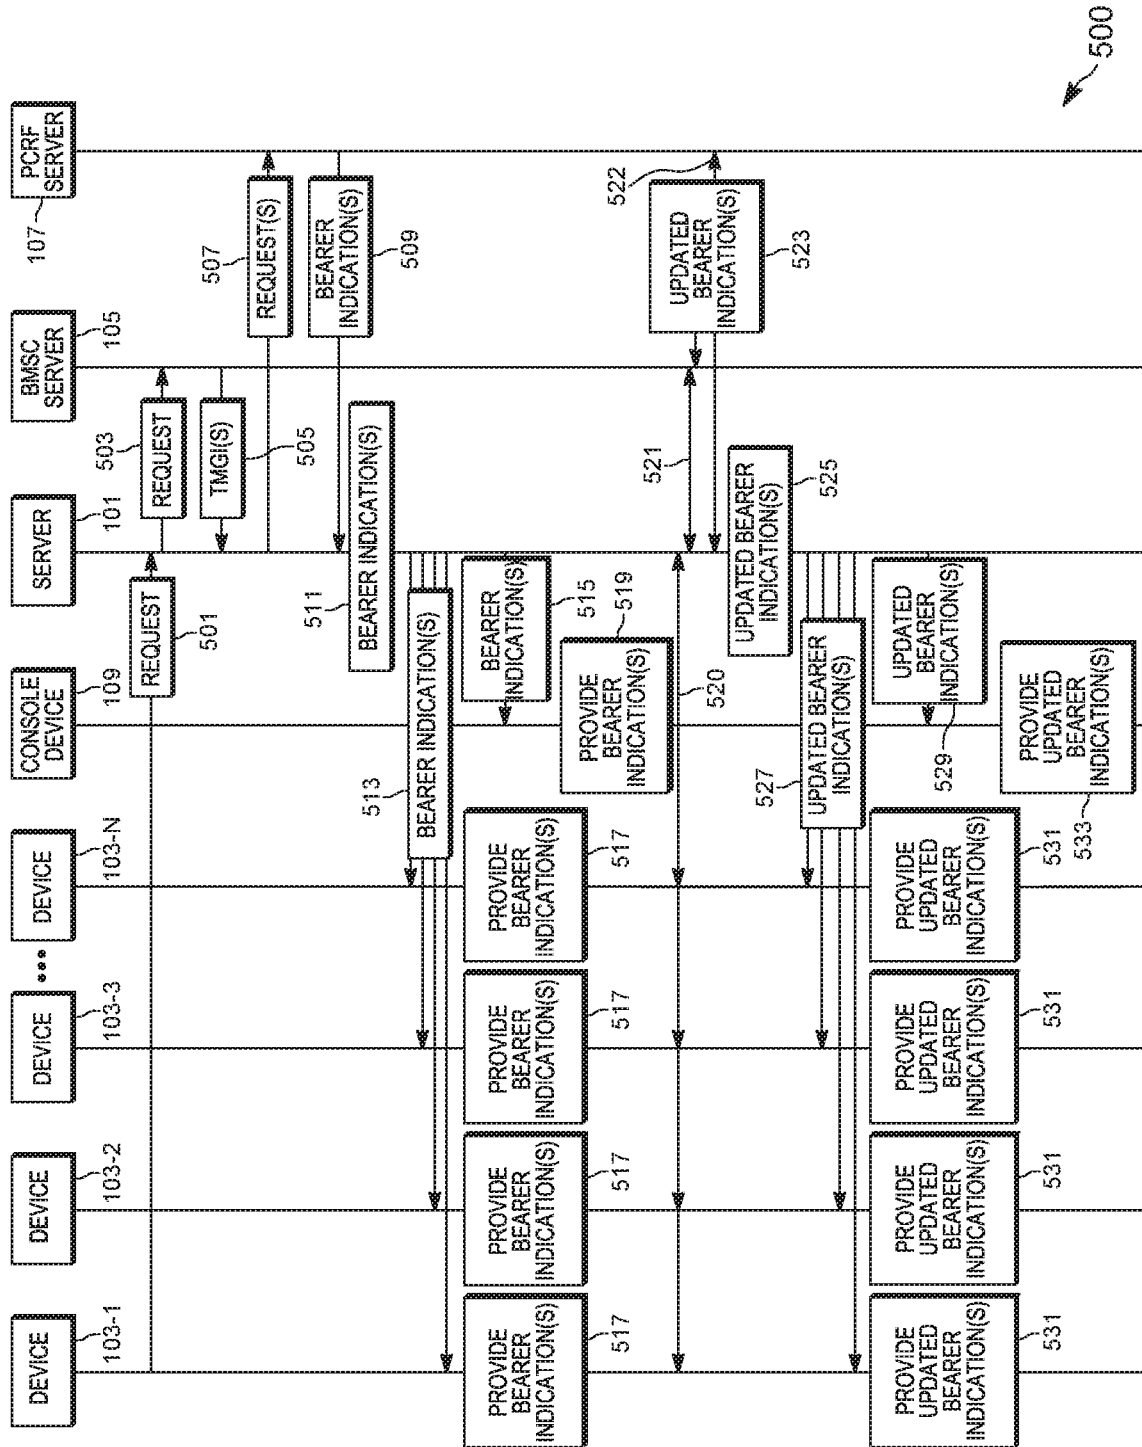 DEVICE
103-1
DEVICE
103-2
DEVICE
103-3
DEVICE
103-N
CONSOLE
DEVICE
109
SERVER
101
BMSC
SERVER
105
PCRF
SERVER
107
REQUEST
501
503
REQUEST
TMGI(S)
505
507
REQUEST(S)
BEARER
INDICATION(S)
509
511
BEARER INDICATION(S)
513
BEARER INDICATION(S)
BEARER
INDICATION(S)
515
PROVIDE
BEARER
INDICATION(S)
517
PROVIDE
BEARER
INDICATION(S)
517
PROVIDE
BEARER
INDICATION(S)
517
PROVIDE
BEARER
INDICATION(S)
517
PROVIDE
BEARER
INDICATION(S)
519
520
521
522
UPDATED
BEARER
INDICATION(S)
523
UPDATED BEARER
INDICATION(S)
525
527
UPDATED BEARER
INDICATION(S)
UPDATED
BEARER
INDICATION(S)
529
PROVIDE
UPDATED
BEARER
INDICATION(S)
531
PROVIDE
UPDATED
BEARER
INDICATION(S)
531
PROVIDE
UPDATED
BEARER
INDICATION(S)
531
PROVIDE
UPDATED
BEARER
INDICATION(S)
531
PROVIDE
UPDATED
BEARER
INDICATION(S)
533
500